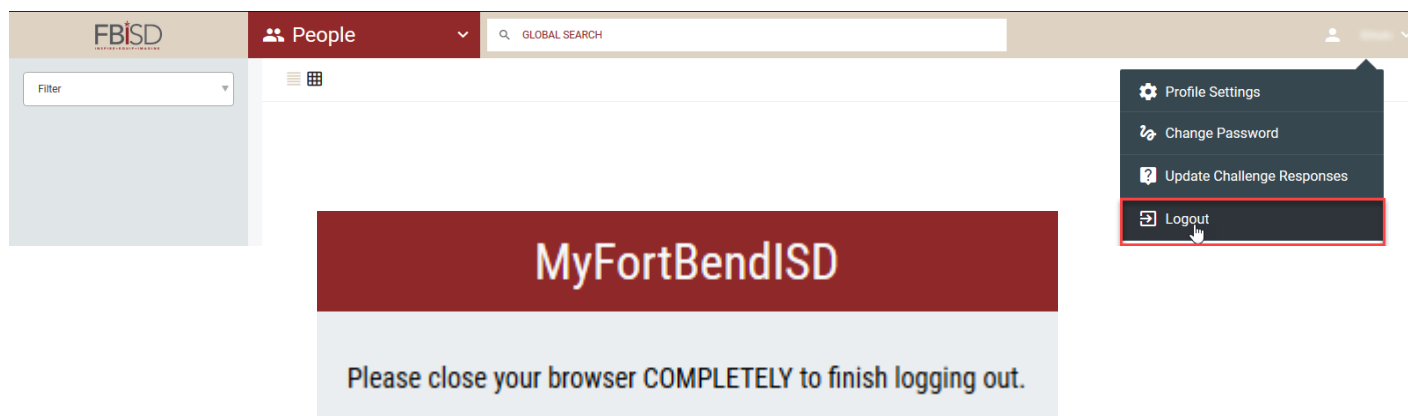 FBISD
INSPIRE•EQUIP•IMAGINE
People
GLOBAL SEARCH
Filter
Profile Settings
Change Password
Update Challenge Responses
Logout
MyFortBendISD
Please close your browser COMPLETELY to finish logging out.